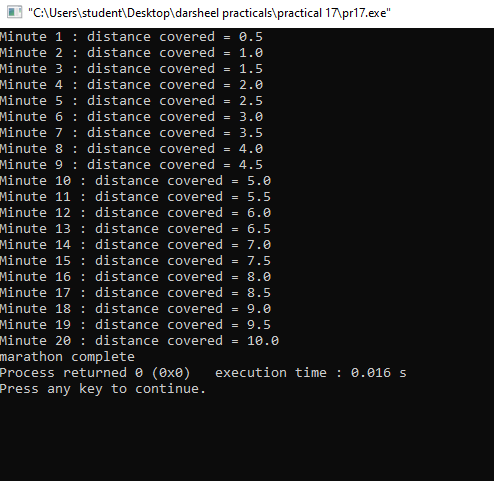 "C:\Users\student\Desktop\darsheel practicals\practical 17\pr17.exe"
Minute 1 : distance covered = 0.5
Minute 2 : distance covered = 1.0
Minute 3 : distance covered = 1.5
Minute 4 : distance covered = 2.0
Minute 5 : distance covered = 2.5
Minute 6 : distance covered = 3.0
Minute 7 : distance covered = 3.5
Minute 8 : distance covered = 4.0
Minute 9 : distance covered = 4.5
Minute 10 : distance covered = 5.0
Minute 11 : distance covered = 5.5
Minute 12 : distance covered = 6.0
Minute 13 : distance covered = 6.5
Minute 14 : distance covered = 7.0
Minute 15 : distance covered = 7.5
Minute 16 : distance covered = 8.0
Minute 17 : distance covered = 8.5
Minute 18 : distance covered = 9.0
Minute 19 : distance covered = 9.5
Minute 20 : distance covered = 10.0
marathon complete
Process returned 0 (0x0)   execution time : 0.016 s
Press any key to continue.